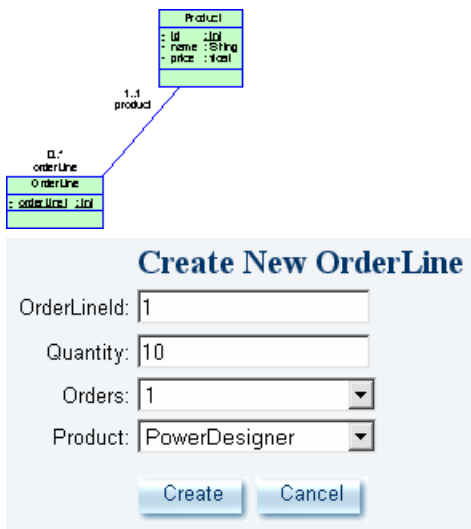 Product
- id : int
- name : String
- price : float
1..1
product
0..*
orderLine
OrderLine
: int
Create New OrderLine
OrderLineId: 1
Quantity: 10
Orders: 1
Product: PowerDesigner
Create Cancel